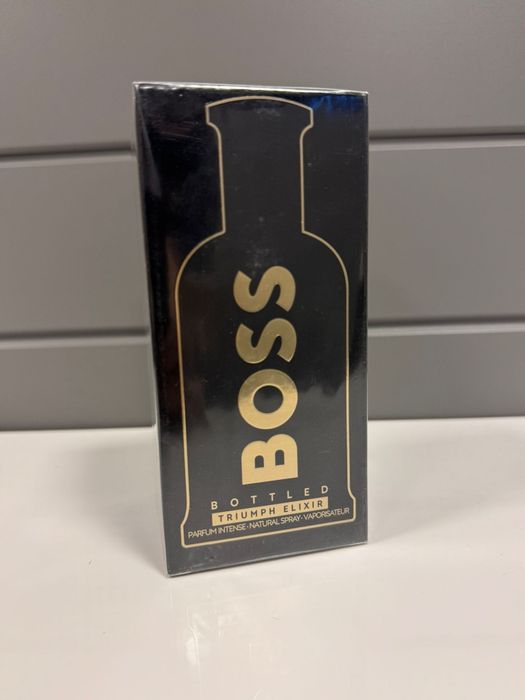 BOSS
BOTTLED
TRIUMPH ELIXIR
PARFUM INTENSE · NATURAL SPRAY · VAPORISATEUR